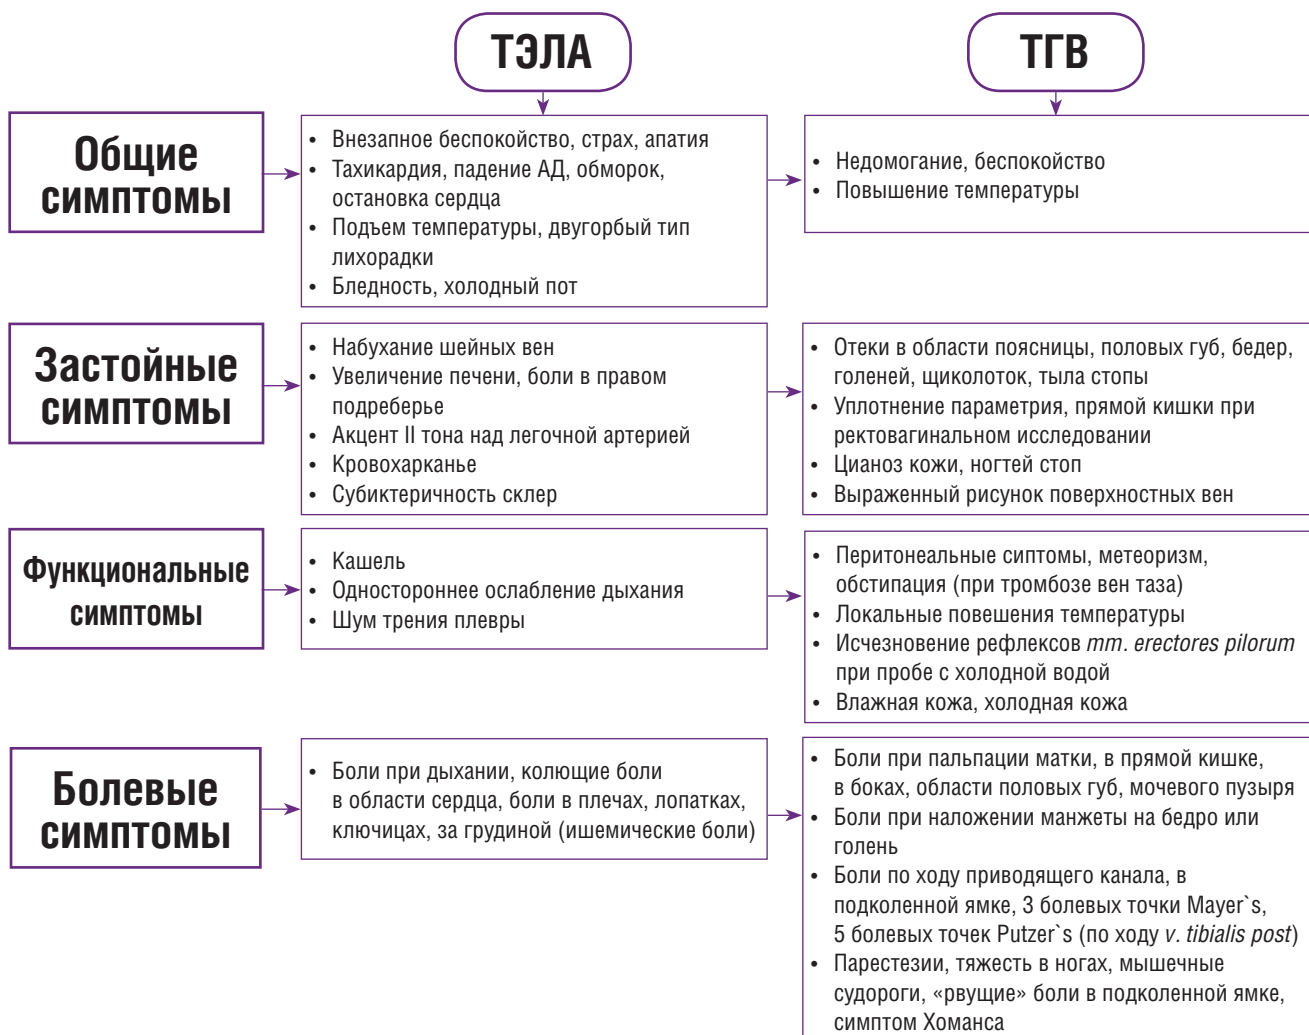 ТЭЛА
ТГВ
Общие
симптомы
• Внезапное беспокойство, страх, апатия
• Тахикардия, падение АД, обморок,
остановка сердца
• Подъем температуры, двугорбый тип
лихорадки
• Бледность, холодный пот
• Недомогание, беспокойство
• Повышение температуры
Застойные
симптомы
• Набухание шейных вен
• Увеличение печени, боли в правом
подреберье
• Акцент II тона над легочной артерией
• Кровохарканье
• Субиктеричность склер
• Отеки в области поясницы, половых губ, бедер,
голеней, щиколоток, тыла стопы
• Уплотнение параметрия, прямой кишки при
ректовагинальном исследовании
• Цианоз кожи, ногтей стоп
• Выраженный рисунок поверхностных вен
Функциональные
симптомы
• Кашель
• Одностороннее ослабление дыхания
• Шум трения плевры
• Перитонеальные сиптомы, метеоризм,
обстипация (при тромбозе вен таза)
• Локальные повешения температуры
• Исчезновение рефлексов mm. erectores pilorum
при пробе с холодной водой
• Влажная кожа, холодная кожа
Болевые
симптомы
• Боли при дыхании, колющие боли
в области сердца, боли в плечах, лопатках,
ключицах, за грудиной (ишемические боли)
• Боли при пальпации матки, в прямой кишке,
в боках, области половых губ, мочевого пузыря
• Боли при наложении манжеты на бедро или
голень
• Боли по ходу приводящего канала, в
подколенной ямке, 3 болевых точки Mayer`s,
5 болевых точек Putzer`s (по ходу v. tibialis post)
• Парестезии, тяжесть в ногах, мышечные
судороги, «рвущие» боли в подколенной ямке,
симптом Хоманса